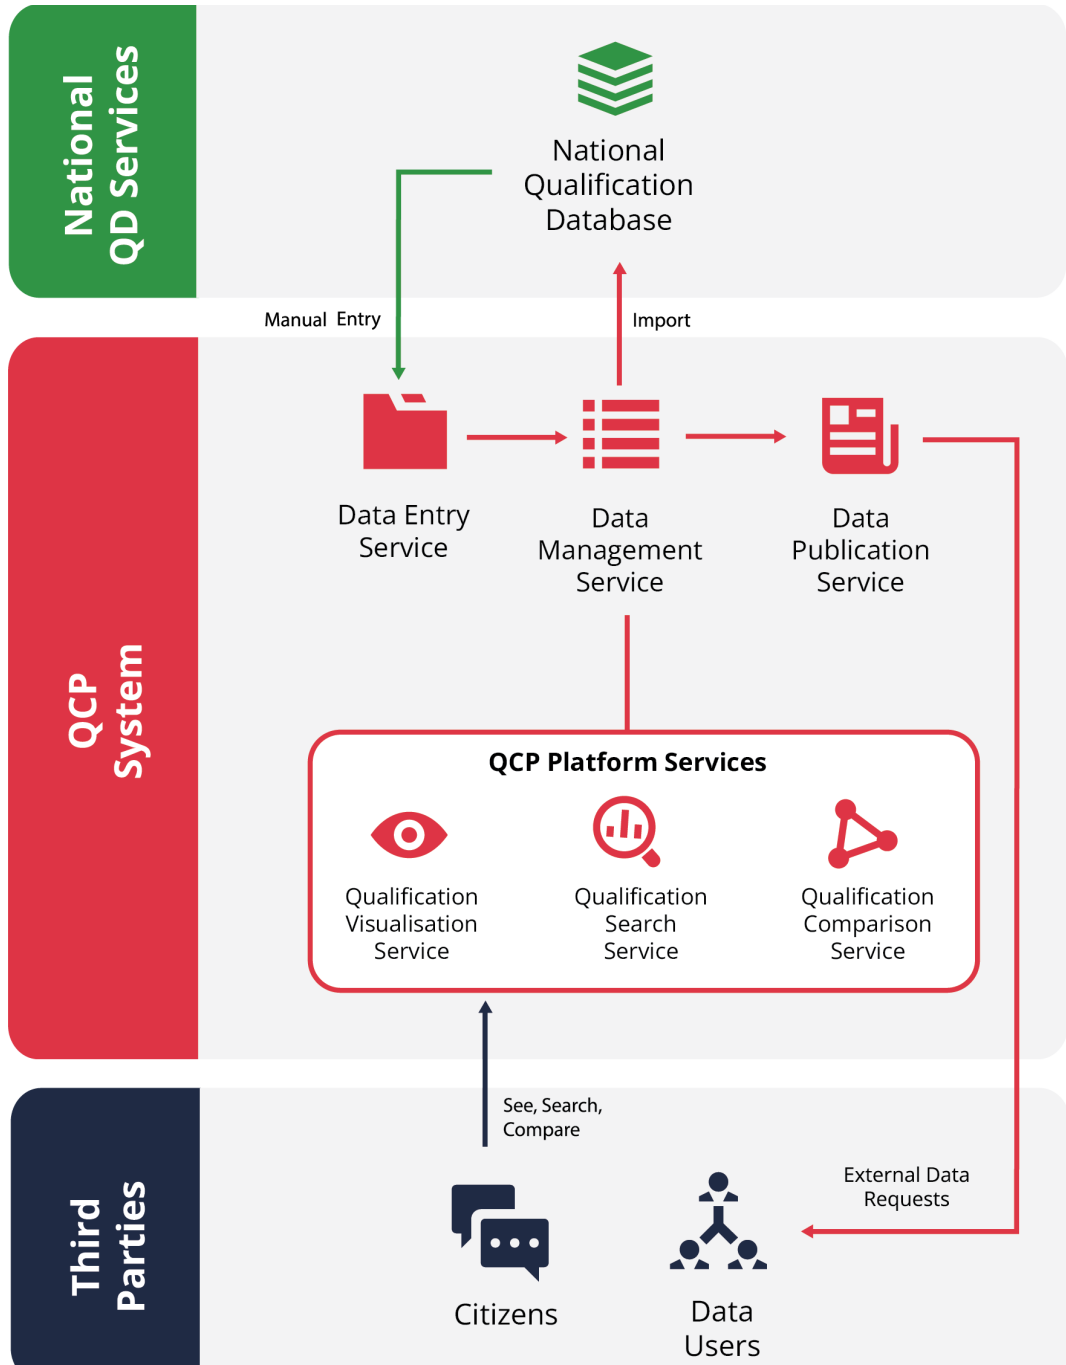 National
QD Services
National
Qualification
Database
Manual Entry
Import
QCP
System
Data Entry
Service
Data
Management
Service
Data
Publication
Service
QCP Platform Services
Qualification
Visualisation
Service
Qualification
Search
Service
Qualification
Comparison
Service
Third
Parties
See, Search,
Compare
External Data
Requests
Citizens
Data
Users